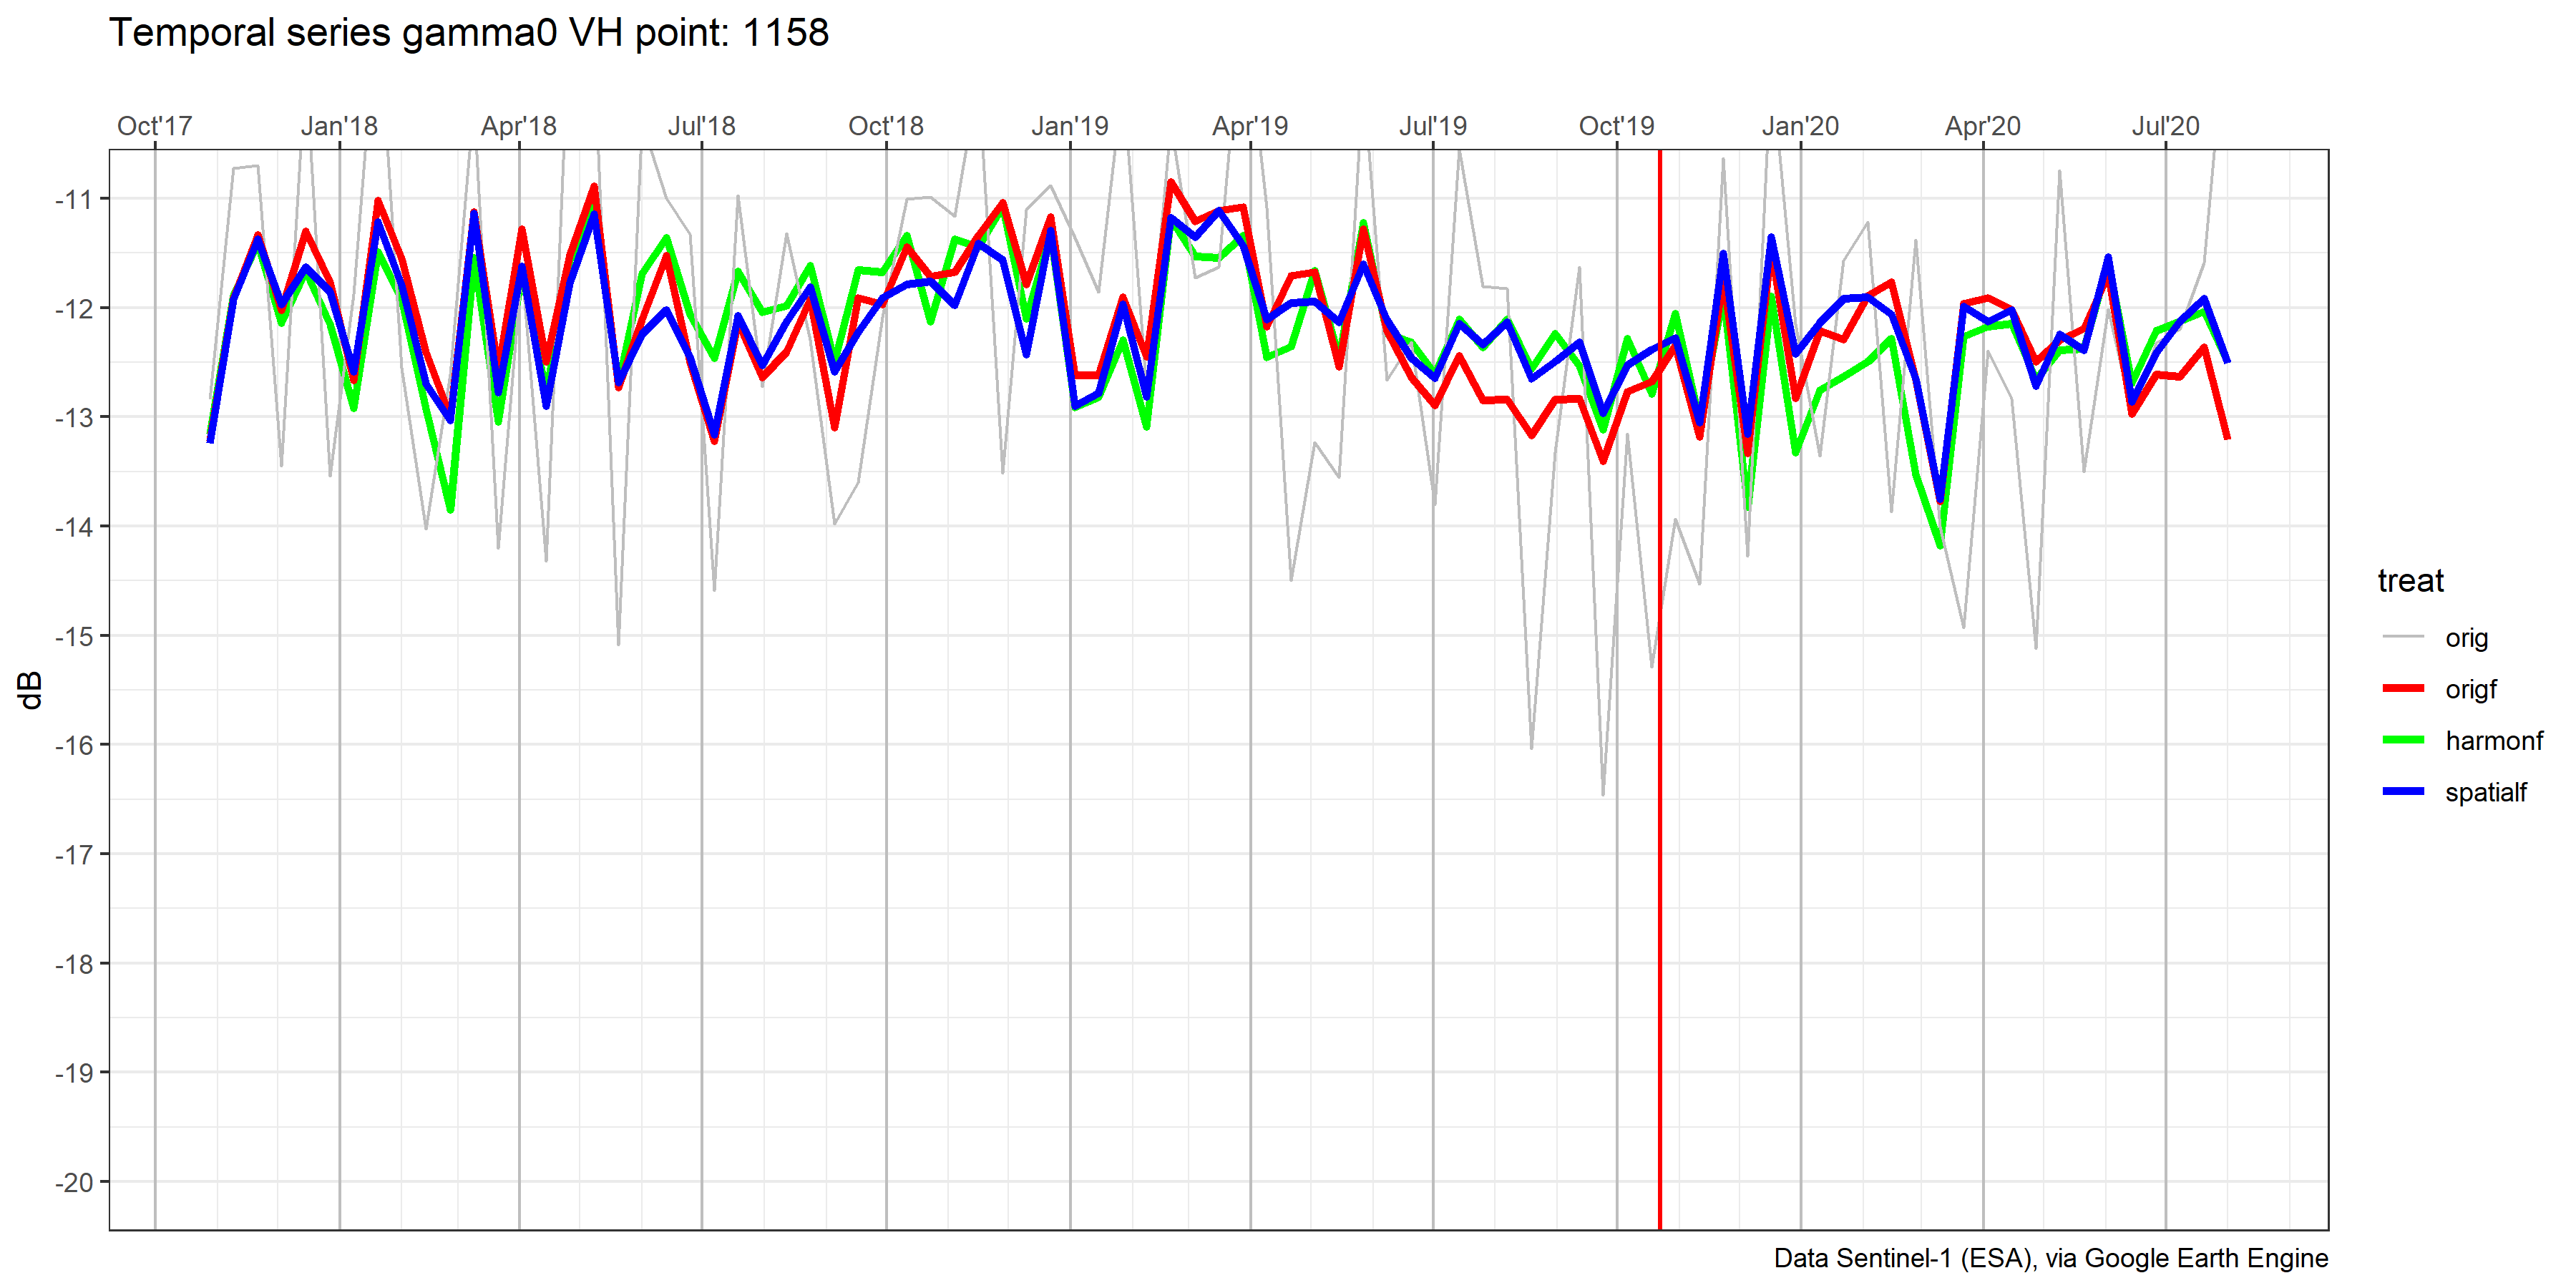 Temporal series gamma0 VH point: 1158
Oct'17 Jan'18 Apr'18 Jul'18 Oct'18 Jan'19 Apr'19 Jul'19 Oct'19 Jan'20 Apr'20 Jul'20
-11
-12
-13
-14
-15
-16
-17
-18
-19
-20
dB
treat
orig
origf
harmonf
spatialf
Data Sentinel-1 (ESA), via Google Earth Engine